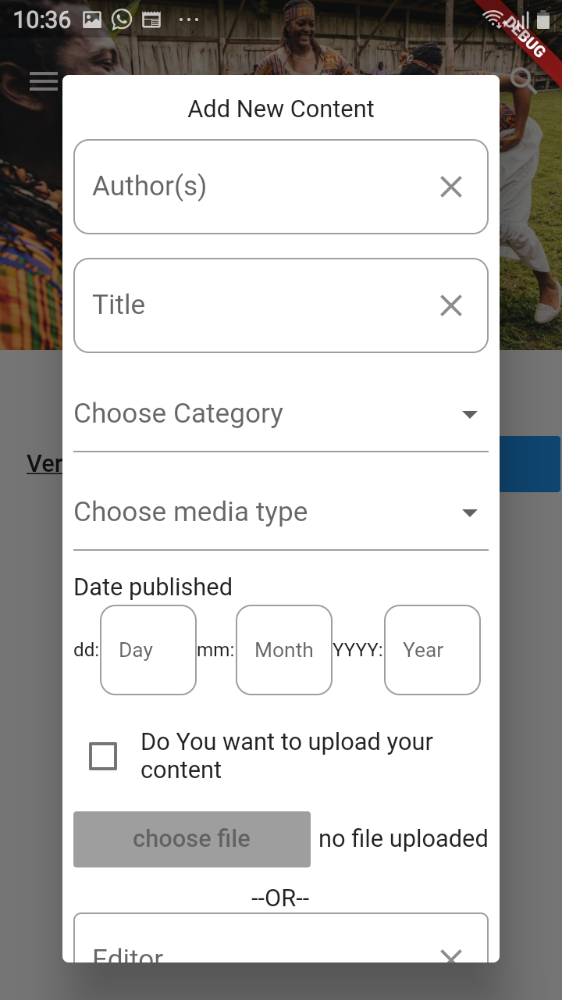 10:36
DEBUG
Add New Content
Author(s)
Title
Choose Category
Ver
Choose media type
Date published
dd: Day mm: Month YYYY: Year
Do You want to upload your
content
choose file no file uploaded
--OR--
Editor